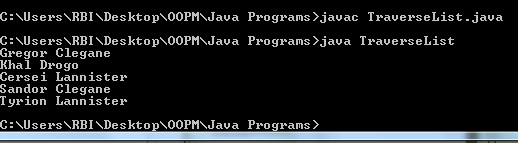 C:\Users\RBI\Desktop\OOPM\Java Programs>javac TraverseList.java
C:\Users\RBI\Desktop\OOPM\Java Programs>java TraverseList
Gregor Clegane
Khal Drogo
Cersei Lannister
Sandor Clegane
Tyrion Lannister
C:\Users\RBI\Desktop\OOPM\Java Programs>